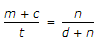 (m + c)/t = n/(d + n)